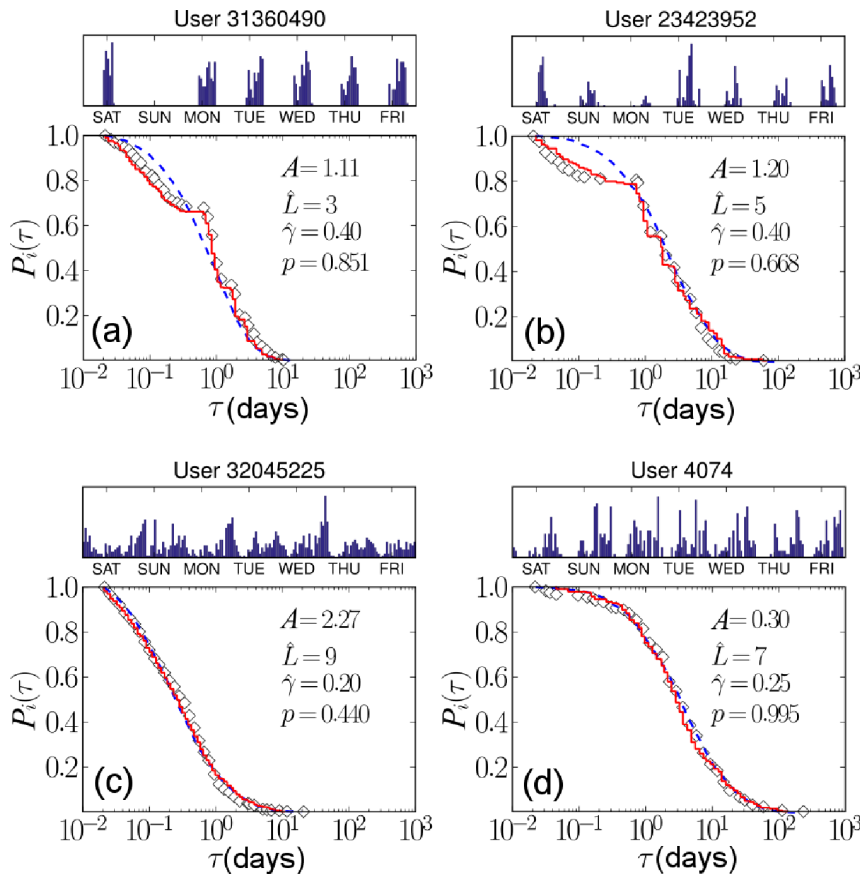 User 31360490
SAT SUN MON TUE WED THU FRI
1.0
0.8
0.6
0.4
0.2
P_i(τ)
A=1.11
L̂=3
γ̂=0.40
p=0.851
(a)
10^{-2} 10^{-1} 10^{0} 10^{1} 10^{2} 10^{3}
τ(days)
User 23423952
SAT SUN MON TUE WED THU FRI
1.0
0.8
0.6
0.4
0.2
P_i(τ)
A=1.20
L̂=5
γ̂=0.40
p=0.668
(b)
10^{-2} 10^{-1} 10^{0} 10^{1} 10^{2} 10^{3}
τ(days)
User 32045225
SAT SUN MON TUE WED THU FRI
1.0
0.8
0.6
0.4
0.2
P_i(τ)
A=2.27
L̂=9
γ̂=0.20
p=0.440
(c)
10^{-2} 10^{-1} 10^{0} 10^{1} 10^{2} 10^{3}
τ(days)
User 4074
SAT SUN MON TUE WED THU FRI
1.0
0.8
0.6
0.4
0.2
P_i(τ)
A=0.30
L̂=7
γ̂=0.25
p=0.995
(d)
10^{-2} 10^{-1} 10^{0} 10^{1} 10^{2} 10^{3}
τ(days)